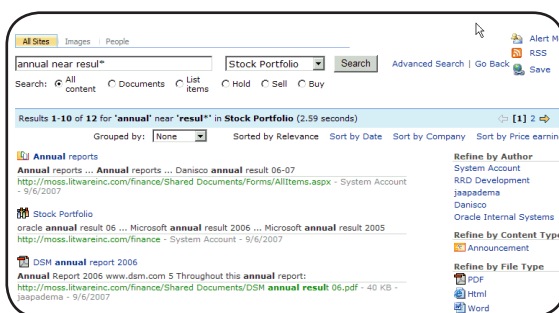 All Sites Images People
annual near resul* Stock Portfolio Search Advanced Search | Go Back
Alert M
RSS
Save
Search: All content Documents List items Hold Sell Buy
Results 1-10 of 12 for 'annual' near 'resul*' in Stock Portfolio (2.59 seconds) [1] 2
Grouped by: None Sorted by Relevance Sort by Date Sort by Company Sort by Price earnin
Annual reports
Annual reports ... Annual reports ... Danisco annual result 06-07
http://moss.litwareinc.com/finance/Shared Documents/Forms/AllItems.aspx - System Account
- 9/6/2007
Stock Portfolio
oracle annual result 06 ... Microsoft annual result 2006 ... Microsoft annual result 2005
http://moss.litwareinc.com/finance - System Account - 9/6/2007
DSM annual report 2006
Annual Report 2006 www.dsm.com 5 Throughout this annual report:
http://moss.litwareinc.com/finance/Shared Documents/DSM annual result 06.pdf - 40 KB -
jaapadema - 9/6/2007
Refine by Author
System Account
RRD Development
jaapadema
Danisco
Oracle Internal Systems
Refine by Content Type
Announcement
Refine by File Type
PDF
Html
Word